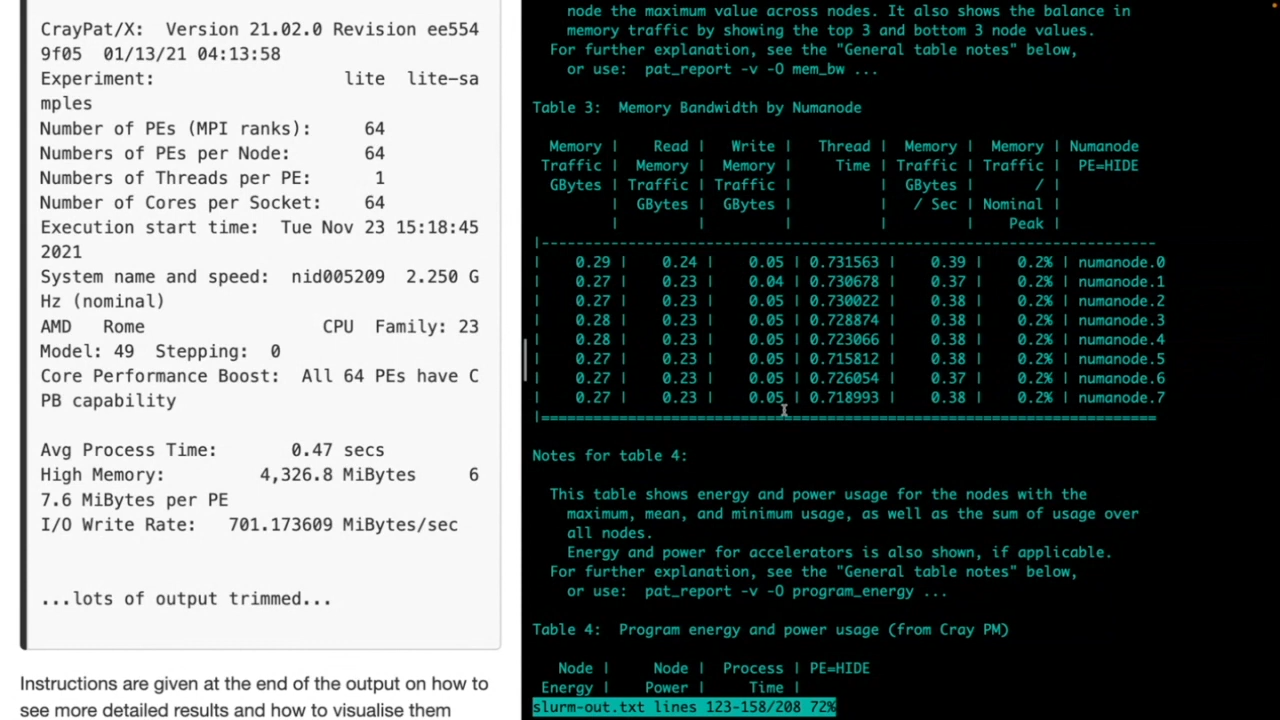 CrayPat/X:  Version 21.02.0 Revision ee554
9f05  01/13/21 04:13:58
Experiment:                  lite  lite-sa
mples
Number of PEs (MPI ranks):     64
Numbers of PEs per Node:       64
Numbers of Threads per PE:      1
Number of Cores per Socket:    64
Execution start time:  Tue Nov 23 15:18:45
2021
System name and speed:  nid005209  2.250 G
Hz (nominal)
AMD   Rome                 CPU  Family: 23
Model: 49  Stepping:  0
Core Performance Boost:  All 64 PEs have C
PB capability
Avg Process Time:       0.47 secs
High Memory:         4,326.8 MiBytes     6
7.6 MiBytes per PE
I/O Write Rate:   701.173609 MiBytes/sec
...lots of output trimmed...
Instructions are given at the end of the output on how to
see more detailed results and how to visualise them
node the maximum value across nodes. It also shows the balance in
memory traffic by showing the top 3 and bottom 3 node values.
For further explanation, see the "General table notes" below,
or use:  pat_report -v -O mem_bw ...
Table 3:  Memory Bandwidth by Numanode
Memory |    Read |   Write |   Thread |  Memory |  Memory | Numanode
Traffic |  Memory |  Memory |     Time | Traffic | Traffic |  PE=HIDE
GBytes | Traffic | Traffic |          |  GBytes |       / |
| GBytes | GBytes |          |   / Sec | Nominal |
|         |         |          |         |    Peak |
|----------------------------------------------------------------------
|    0.29 |    0.24 |    0.05 | 0.731563 |    0.39 |    0.2% | numanode.0
|    0.27 |    0.23 |    0.04 | 0.730678 |    0.37 |    0.2% | numanode.1
|    0.27 |    0.23 |    0.05 | 0.730022 |    0.38 |    0.2% | numanode.2
|    0.28 |    0.23 |    0.05 | 0.728874 |    0.38 |    0.2% | numanode.3
|    0.28 |    0.23 |    0.05 | 0.723066 |    0.38 |    0.2% | numanode.4
|    0.27 |    0.23 |    0.05 | 0.715812 |    0.38 |    0.2% | numanode.5
|    0.27 |    0.23 |    0.05 | 0.726054 |    0.37 |    0.2% | numanode.6
|    0.27 |    0.23 |    0.05 | 0.718993 |    0.38 |    0.2% | numanode.7
|======================================================================
Notes for table 4:
This table shows energy and power usage for the nodes with the
maximum, mean, and minimum usage, as well as the sum of usage over
all nodes.
Energy and power for accelerators is also shown, if applicable.
For further explanation, see the "General table notes" below,
or use:  pat_report -v -O program_energy ...
Table 4:  Program energy and power usage (from Cray PM)
Node |     Node |  Process | PE=HIDE
Energy |    Power |     Time |
slurm-out.txt lines 123-158/208 72%